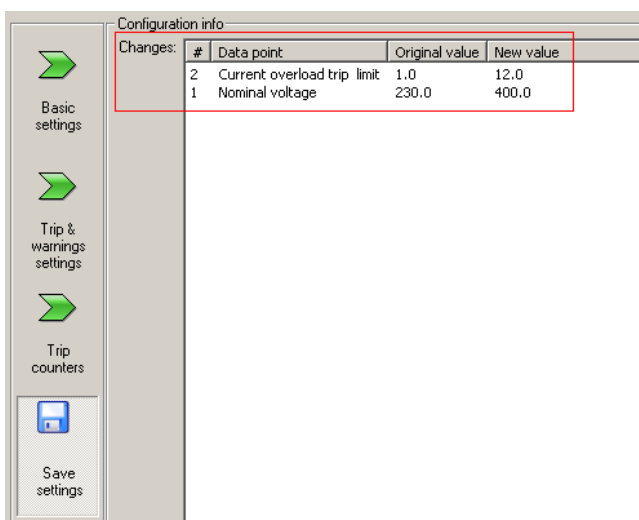 Configuration info
Changes:
# Data point Original value New value
2 Current overload trip limit 1.0 12.0
1 Nominal voltage 230.0 400.0
Basic
settings
Trip &
warnings
settings
Trip
counters
Save
settings